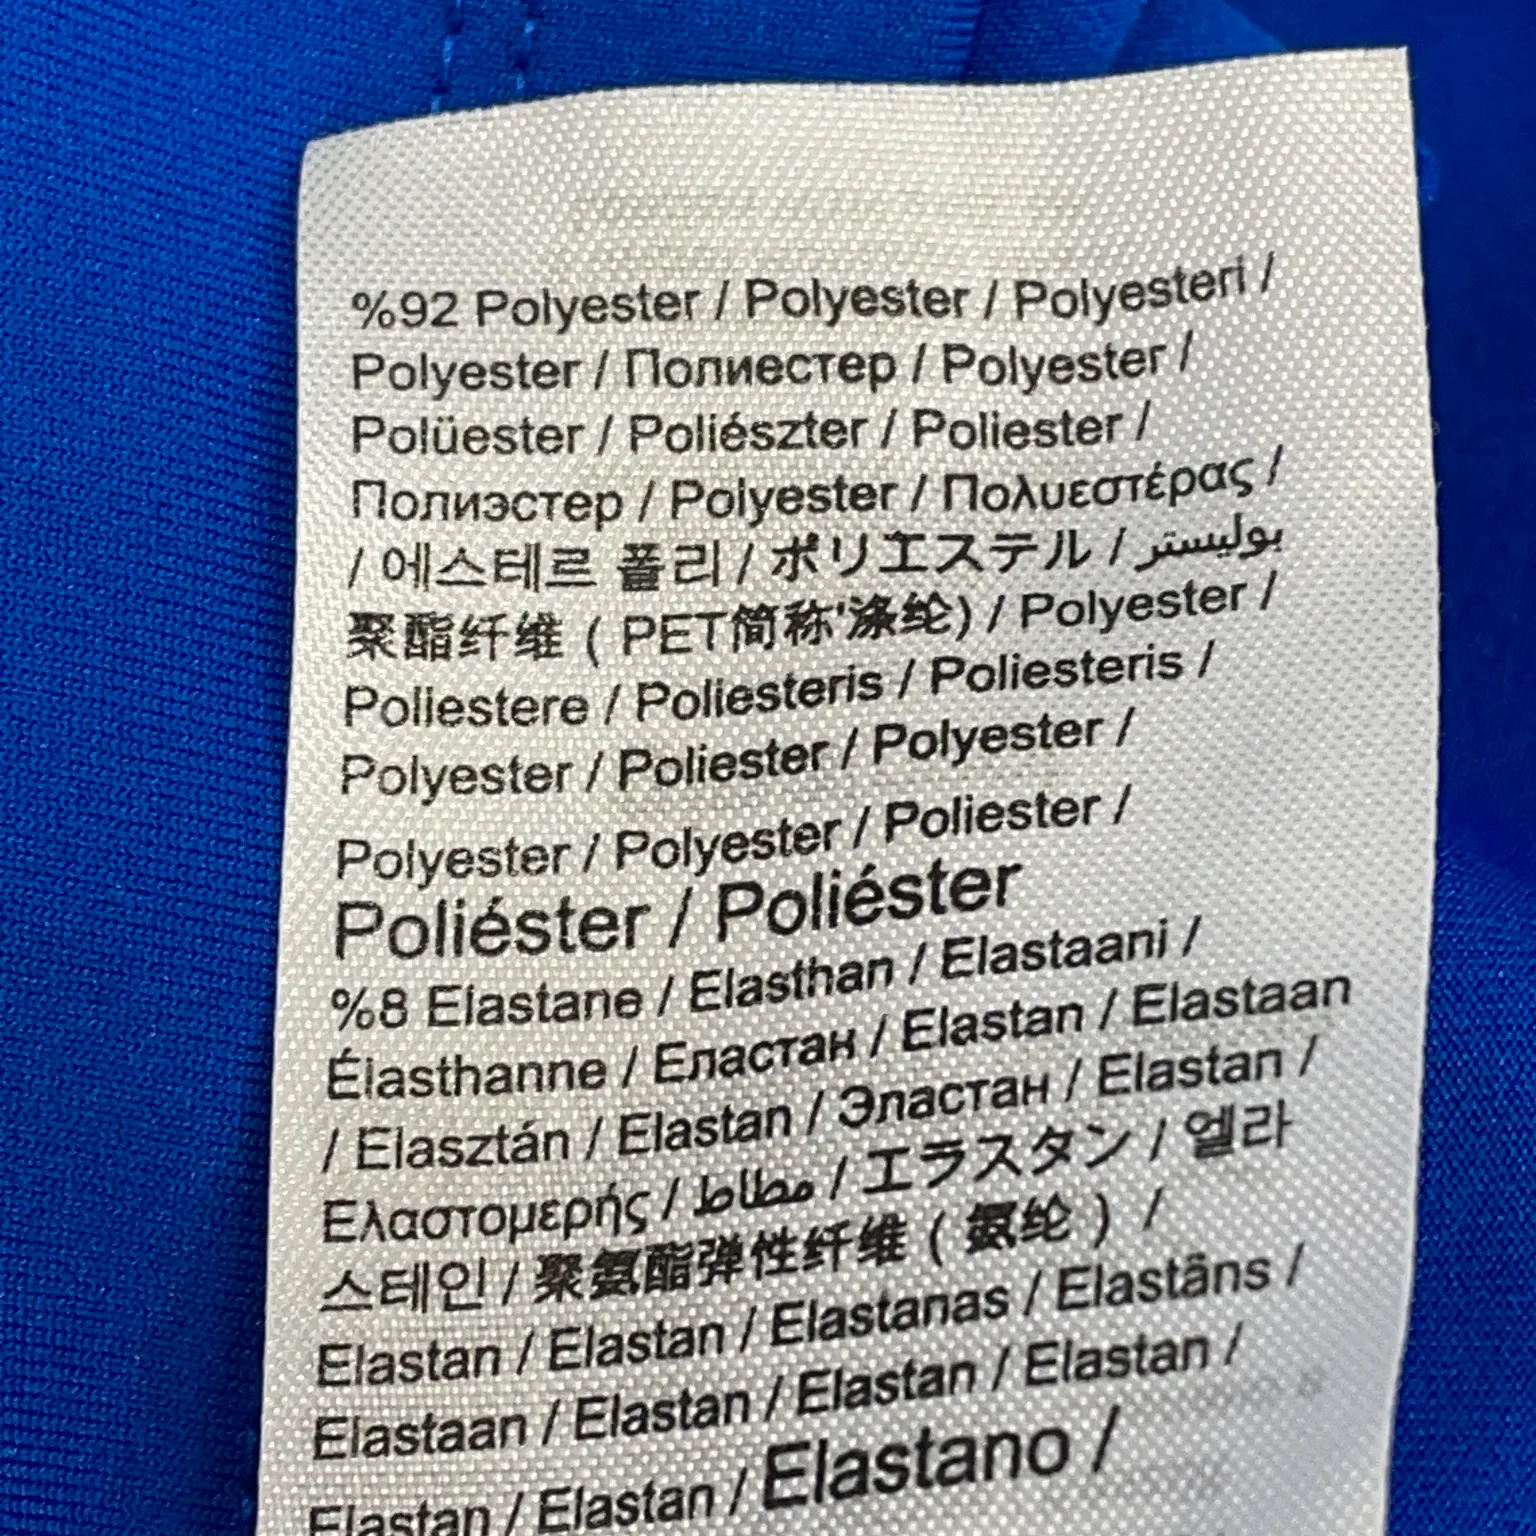 %92 Polyester / Polyester / Polyesteri /
Polyester / Полиестер / Polyester /
Polüester / Poliészter / Poliester /
Полиэстер / Polyester / Πολυεστέρας /
/ 에스테르 폴리 / ポリエステル / بوليستر
聚酯纤维 ( PET简称'涤纶) / Polyester /
Poliestere / Poliesteris / Poliesteris /
Polyester / Poliester / Polyester /
Polyester / Polyester / Poliester /
Poliéster / Poliéster
%8 Elastane / Elasthan / Elastaani /
Élasthanne / Еластан / Elastan / Elastaan
/ Elasztán / Elastan / Эластан / Elastan /
Ελαστομερής / مطاط / エラスタン / 엘라
스테인 / 聚氨酯弹性纤维 ( 氨纶 ) /
Elastan / Elastan / Elastanas / Elastāns /
Elastaan / Elastan / Elastan / Elastan /
Elastan / Elastan / Elastano /